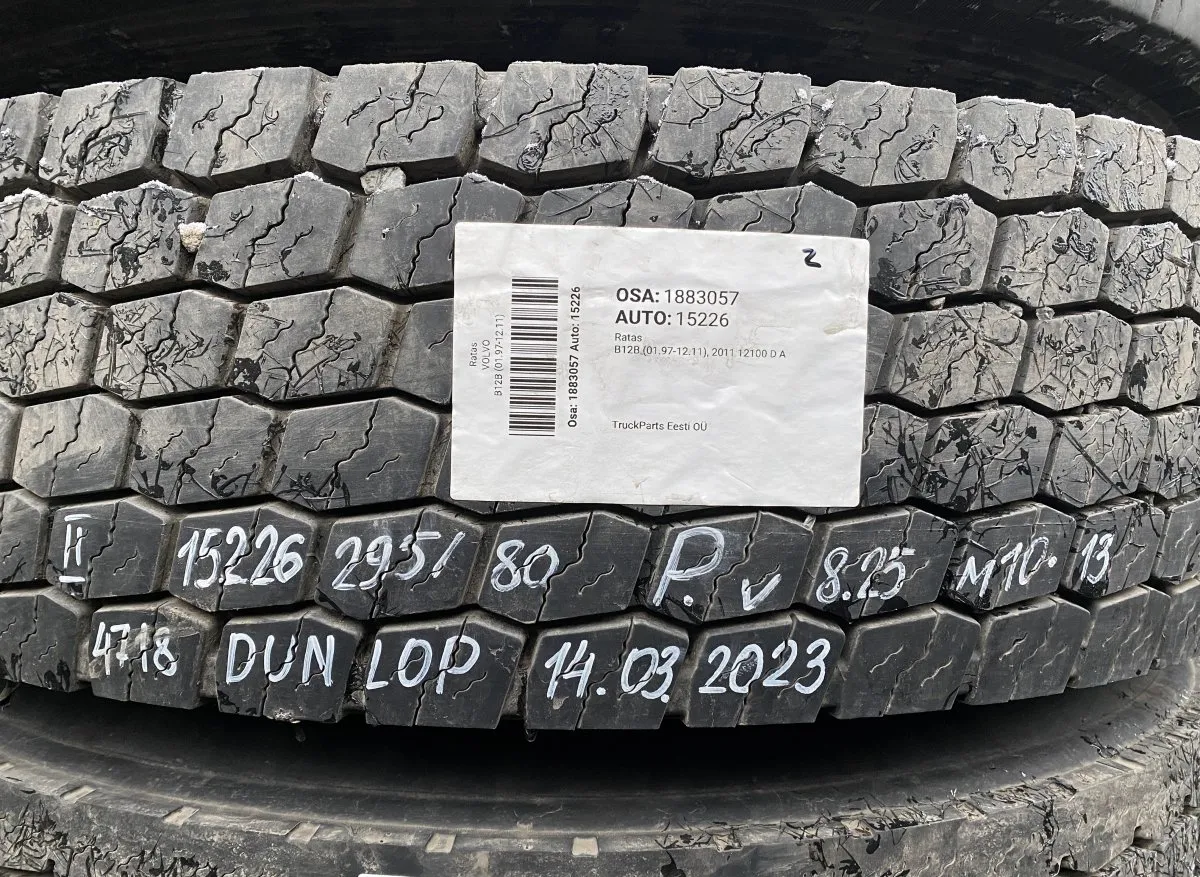 2
OSA: 1883057
AUTO: 15226
Ratas
B12B (01.97-12.11), 2011 12100 D A
TruckParts Eesti OÜ
Ratas
VOLVO
B12B (01.97-12.11)
Osa: 1883057 Auto: 15226
II 15226 295/ 80 P. v 8.25 M10. 13
4718 DUNLOP 14.03. 2023